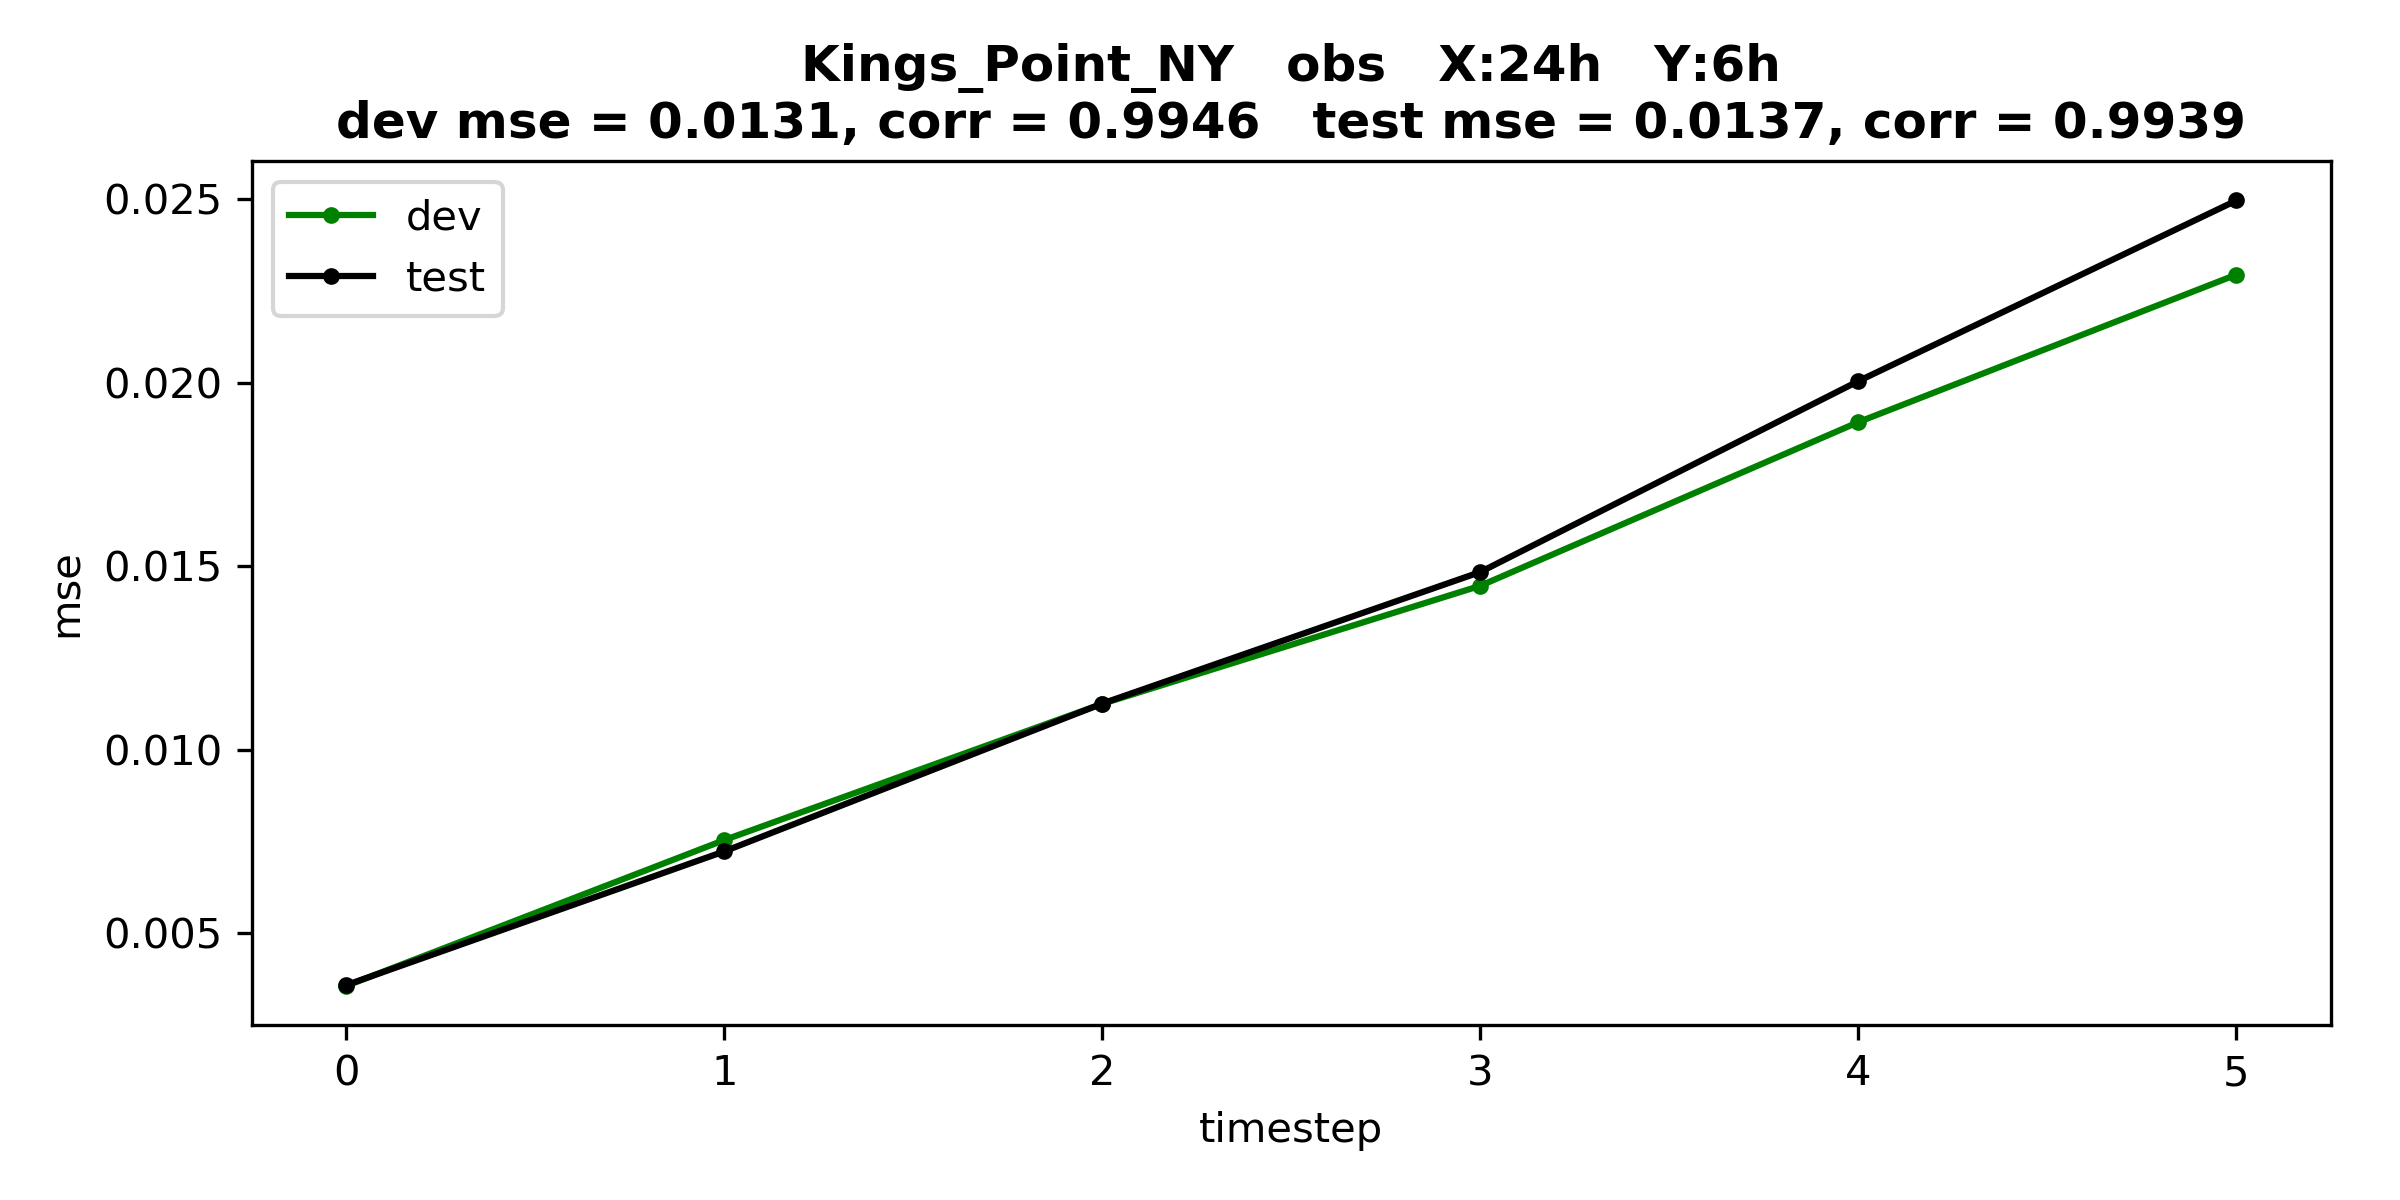 Kings_Point_NY   obs   X:24h   Y:6h
dev mse = 0.0131, corr = 0.9946   test mse = 0.0137, corr = 0.9939
dev
test
mse
0.025
0.020
0.015
0.010
0.005
0 1 2 3 4 5
timestep